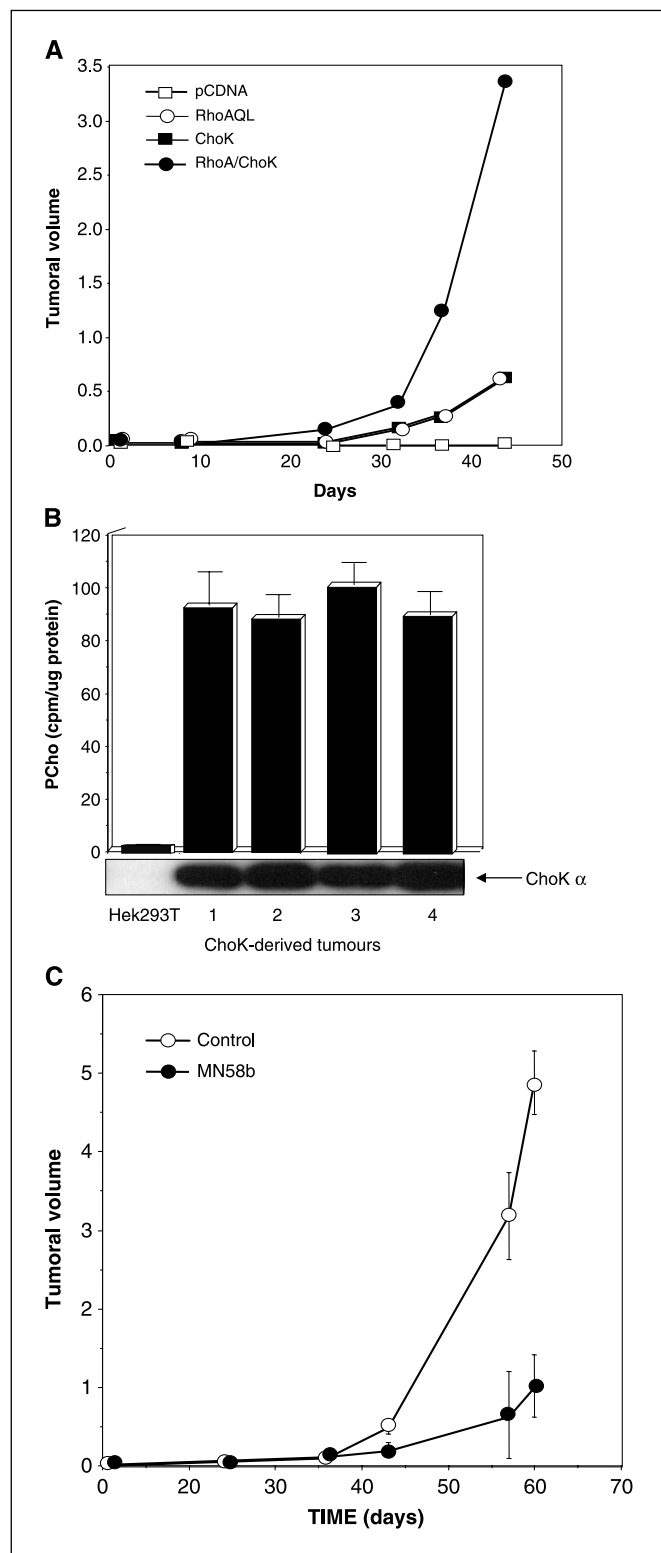 A
3.5
3.0
2.5
2.0
1.5
1.0
0.5
0.0
Tumoral volume
pCDNA
RhoAQL
ChoK
RhoA/ChoK
0 10 20 30 40 50
Days
B
120
100
80
60
40
20
0
PCho (cpm/ug protein)
ChoK α
Hek293T 1 2 3 4
ChoK-derived tumours
C
6
5
4
3
2
1
0
Tumoral volume
Control
MN58b
0 10 20 30 40 50 60 70
TIME (days)